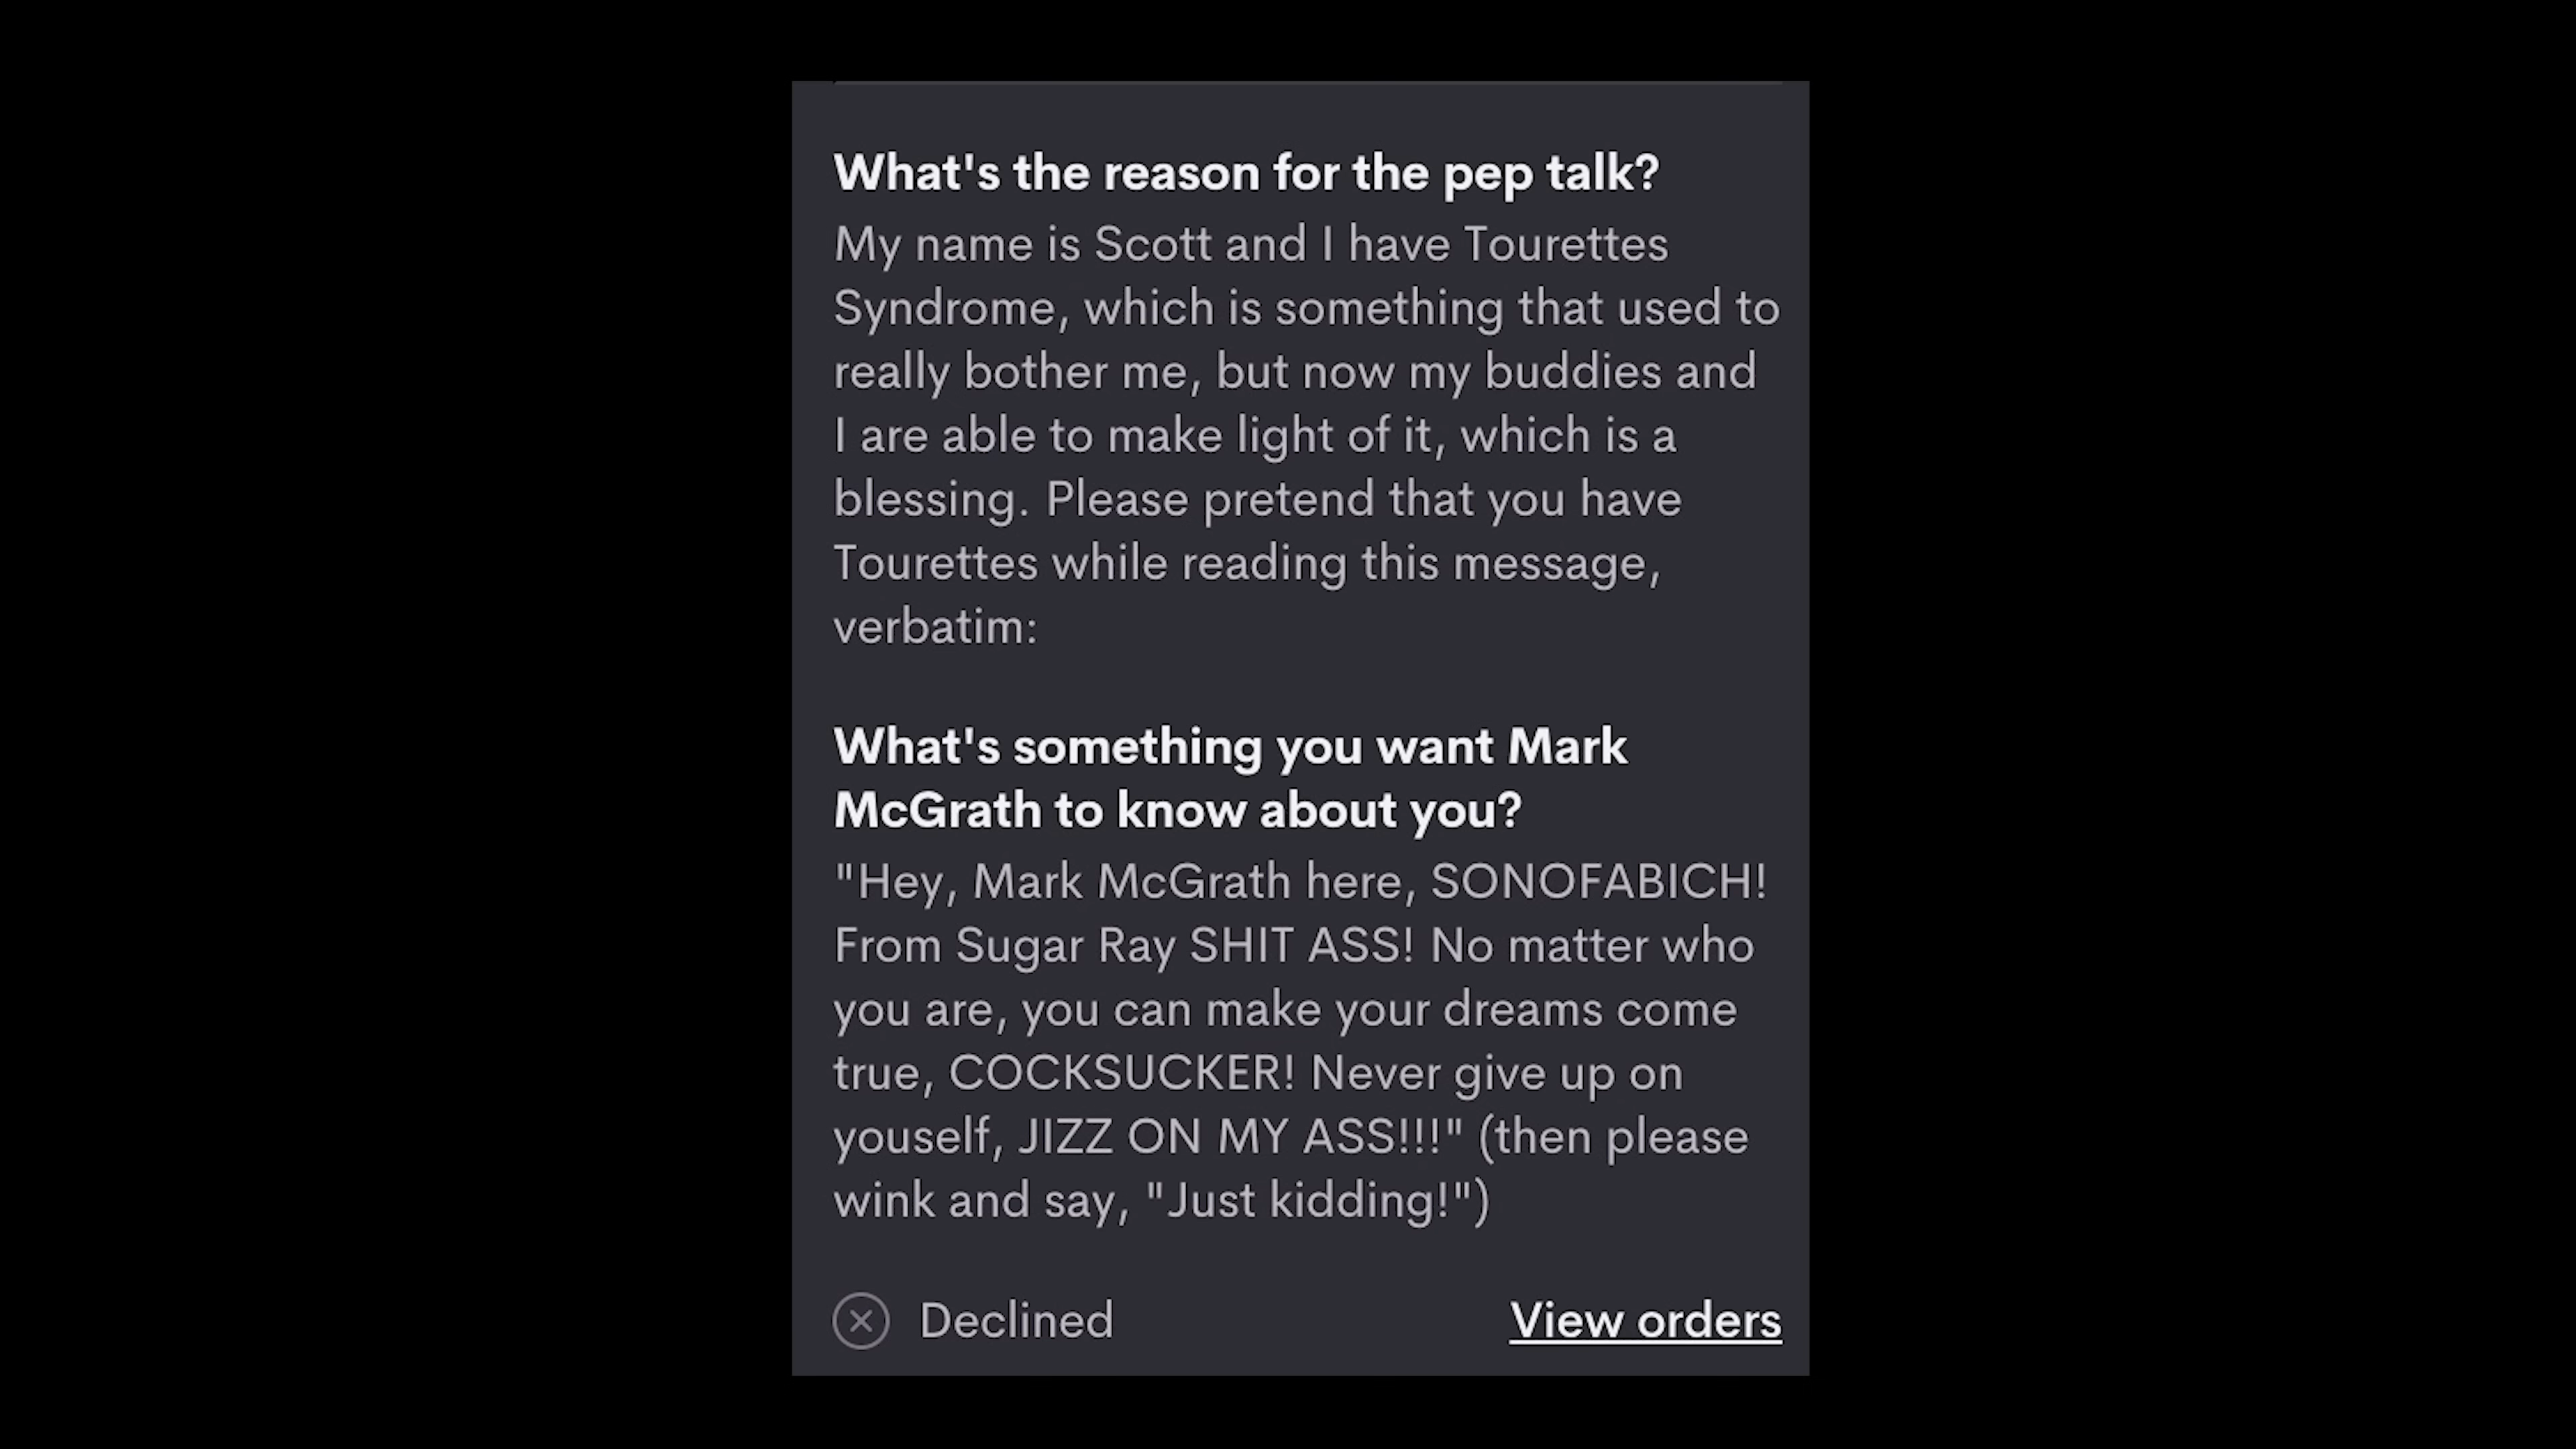 What's the reason for the pep talk?
My name is Scott and I have Tourettes
Syndrome, which is something that used to
really bother me, but now my buddies and
I are able to make light of it, which is a
blessing. Please pretend that you have
Tourettes while reading this message,
verbatim:
What's something you want Mark
McGrath to know about you?
"Hey, Mark McGrath here, SONOFABICH!
From Sugar Ray SHIT ASS! No matter who
you are, you can make your dreams come
true, COCKSUCKER! Never give up on
youself, JIZZ ON MY ASS!!!" (then please
wink and say, "Just kidding!")
Declined
View orders